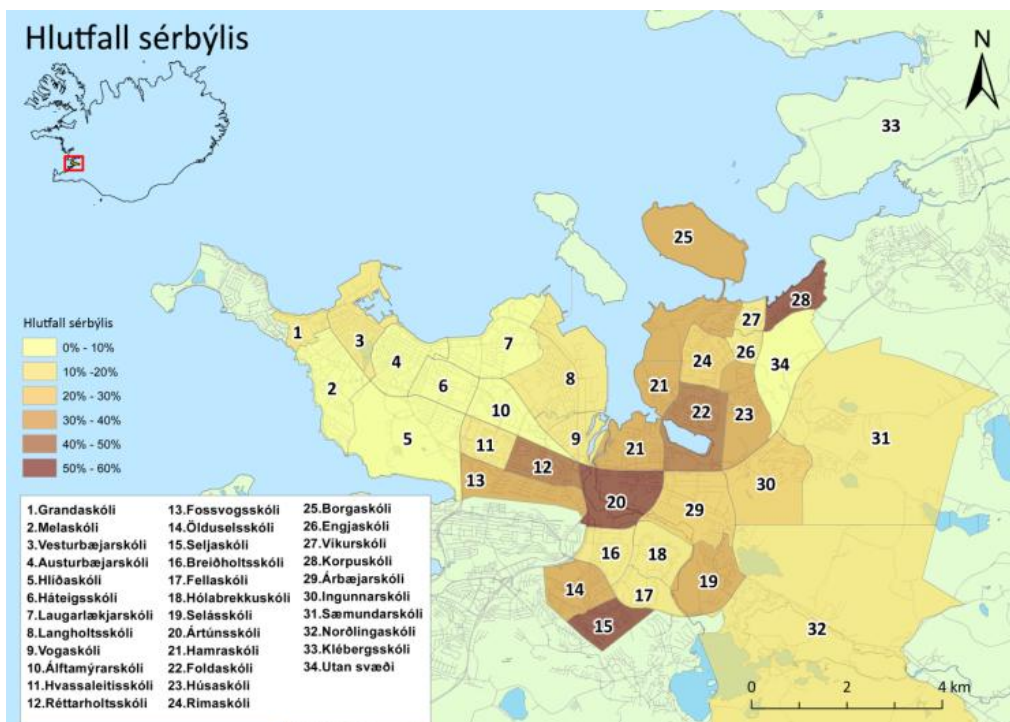 Hlutfall sérbýlis
N
33
25
28
27
1
3
7
26
4
24
34
2
6
8
21
22
23
10
5
31
11
9
21
12
13
30
20
29
16
18
14
17
19
15
32
Hlutfall sérbýlis
0% - 10%
10% -20%
20% - 30%
30% - 40%
40% - 50%
50% - 60%
1.Grandaskóli
2.Melaskóli
3.Vesturbæjarskóli
4.Austurbæjarskóli
5.Hlíðaskóli
6.Háteigsskóli
7.Laugarlækjarskóli
8.Langholtsskóli
9.Vogaskóli
10.Álftamýrarskóli
11.Hvassaleitisskóli
12.Réttarholtsskóli
13.Fossvogsskóli
14.Ölduselsskóli
15.Seljaskóli
16.Breiðholtsskóli
17.Fellaskóli
18.Hólabrekkuskóli
19.Selásskóli
20.Ártúnsskóli
21.Hamraskóli
22.Foldaskóli
23.Húsaskóli
24.Rimaskóli
25.Borgaskóli
26.Engjaskóli
27.Víkurskóli
28.Korpuskóli
29.Árbæjarskóli
30.Ingunnarskóli
31.Sæmundarskóli
32.Norðlingaskóli
33.Klébergsskóli
34.Utan svæði
0 2 4 km